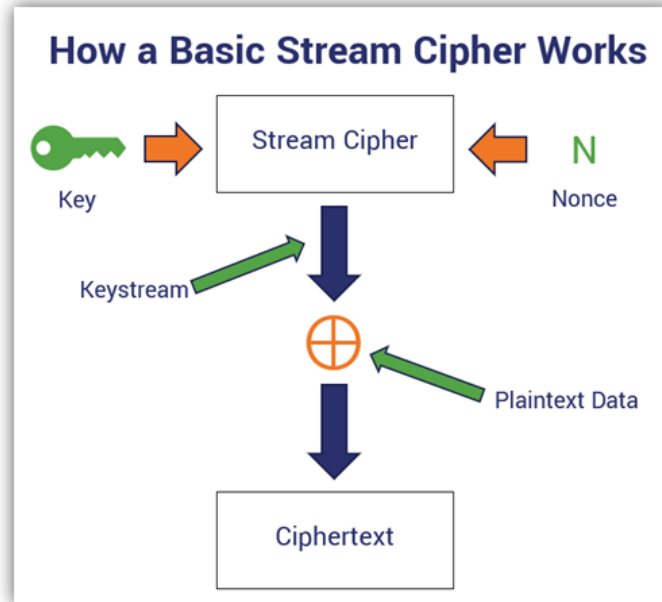 How a Basic Stream Cipher Works
Stream Cipher
N
Key
Nonce
Keystream
Plaintext Data
Ciphertext